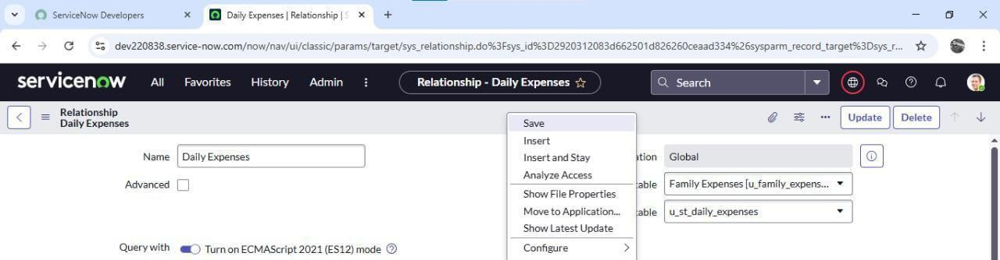 ServiceNow Developers
Daily Expenses | Relationship | S
dev220838.service-now.com/now/nav/ui/classic/params/target/sys_relationship.do%3Fsys_id%3D2920312083d662501d826260ceaad334%26sysparm_record_target%3Dsys_r...
servicenow All Favorites History Admin Relationship - Daily Expenses Search
Relationship
Daily Expenses
Update Delete
Save
Insert
Insert and Stay
Analyze Access
Show File Properties
Move to Application...
Show Latest Update
Configure
Name Daily Expenses
ation Global
Advanced
table Family Expenses [u_family_expens...
table u_st_daily_expenses
Query with Turn on ECMAScript 2021 (ES12) mode